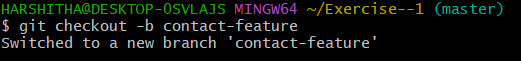 HARSHITHA@DESKTOP-OSVLAJS MINGW64 ~/Exercise--1 (master)
$ git checkout -b contact-feature
Switched to a new branch 'contact-feature'